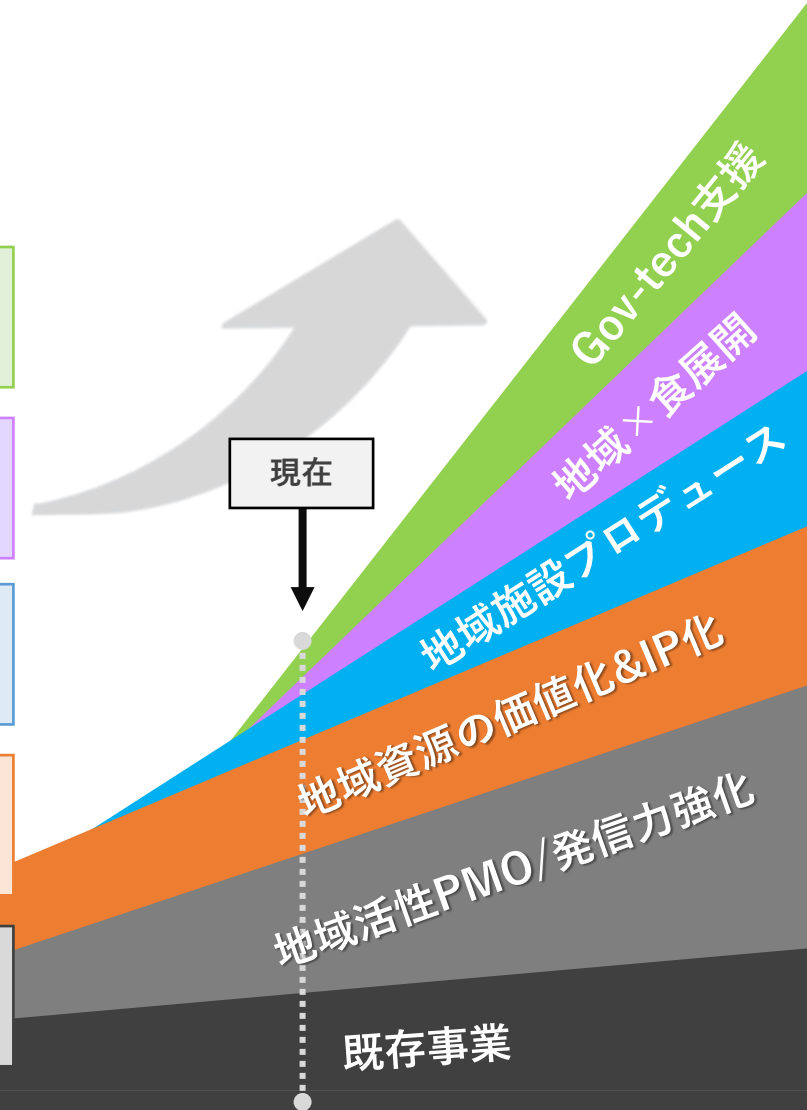 Gov-tech支援
地域×食展開
現在
地域施設プロデュース
地域資源の価値化&IP化
地域活性PMO/発信力強化
既存事業